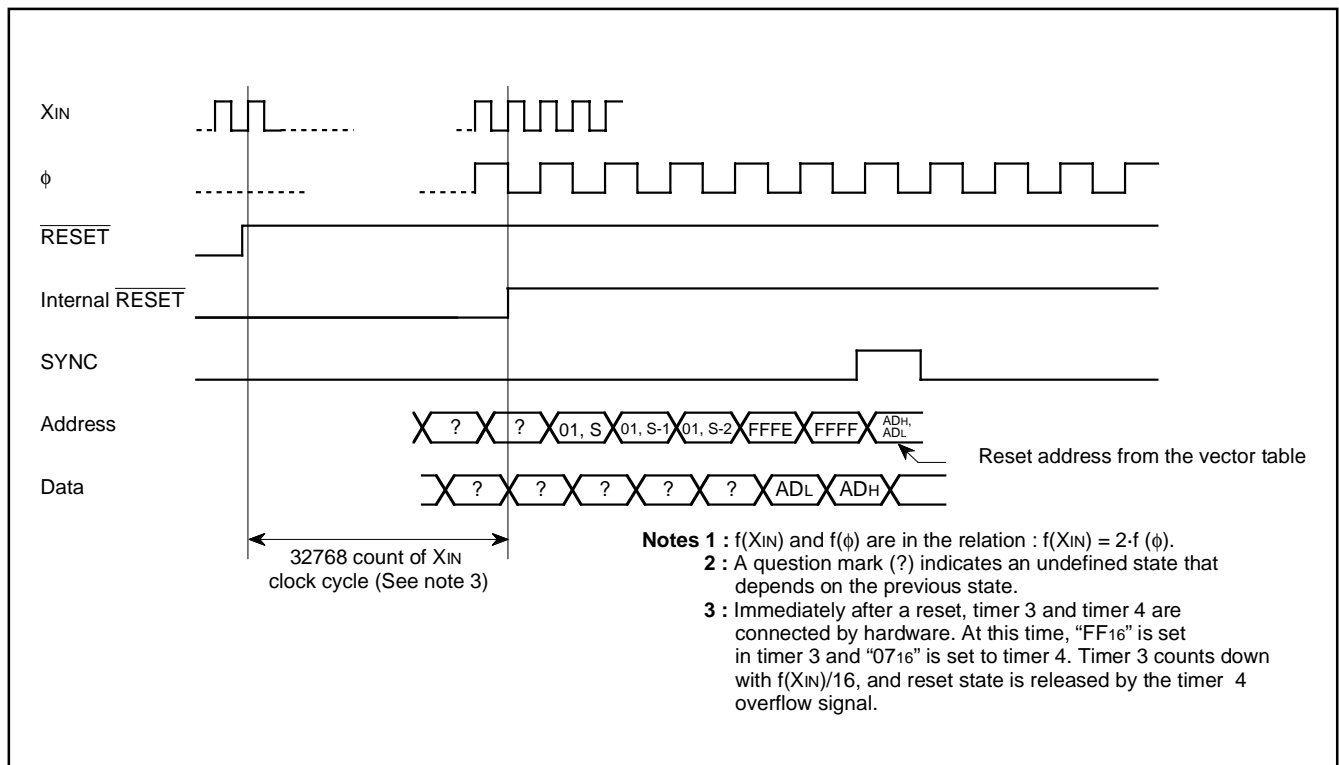 XIN
ϕ
RESET
Internal RESET
SYNC
Address
? ? 01, S 01, S-1 01, S-2 FFFE FFFF ADH, ADL
Reset address from the vector table
Data
? ? ? ? ? ADL ADH
32768 count of XIN
clock cycle (See note 3)
Notes 1 : f(XIN) and f(ϕ) are in the relation : f(XIN) = 2·f (ϕ).
2 : A question mark (?) indicates an undefined state that
depends on the previous state.
3 : Immediately after a reset, timer 3 and timer 4 are
connected by hardware. At this time, “FF16” is set
in timer 3 and “0716” is set to timer 4. Timer 3 counts down
with f(XIN)/16, and reset state is released by the timer 4
overflow signal.